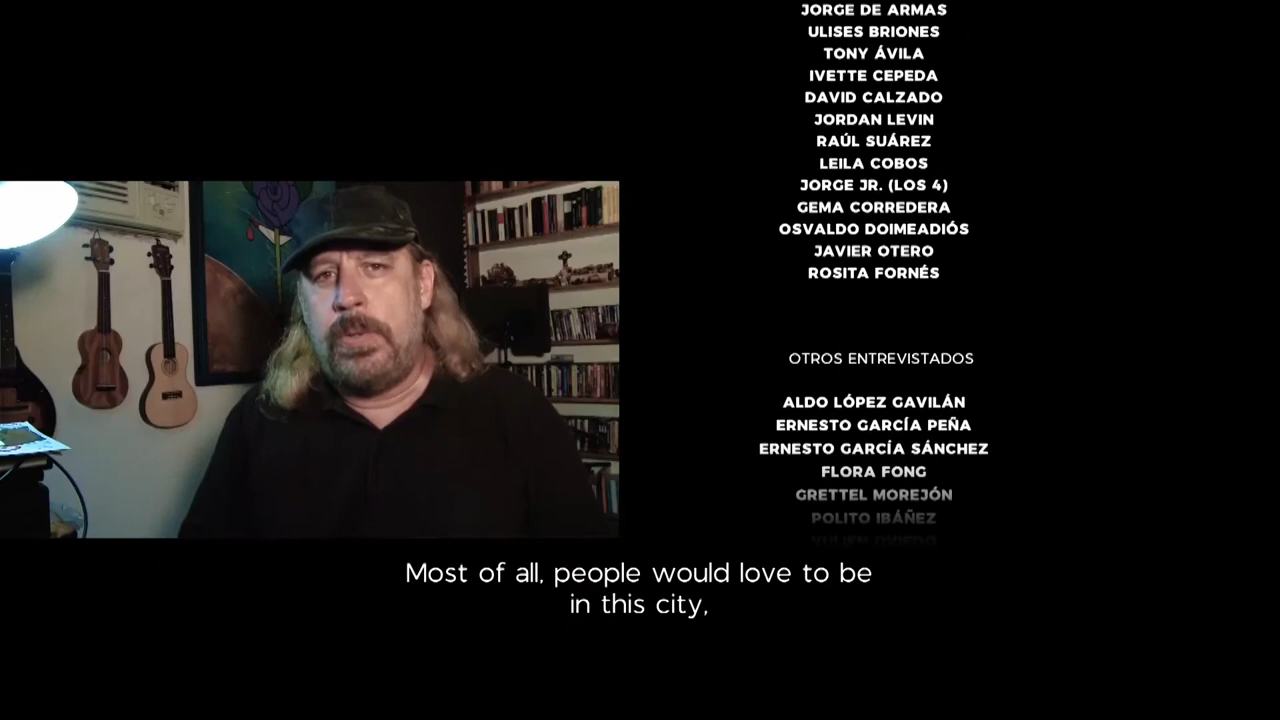 JORGE DE ARMAS
ULISES BRIONES
TONY ÁVILA
IVETTE CEPEDA
DAVID CALZADO
JORDAN LEVIN
RAÚL SUÁREZ
LEILA COBOS
JORGE JR. (LOS 4)
GEMA CORREDERA
OSVALDO DOIMEADIÓS
JAVIER OTERO
ROSITA FORNÉS
OTROS ENTREVISTADOS
ALDO LÓPEZ GAVILÁN
ERNESTO GARCÍA PEÑA
ERNESTO GARCÍA SÁNCHEZ
FLORA FONG
GRETTEL MOREJÓN
POLITO IBÁÑEZ
Most of all, people would love to be
in this city,